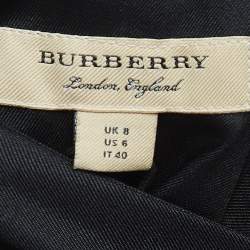 BURBERRY
London, England
UK 8
US 6
IT 40